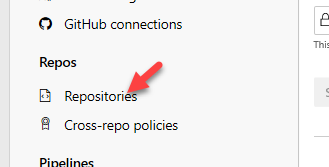 GitHub connections
Repos
Repositories
Cross-repo policies
Pipelines
This
S